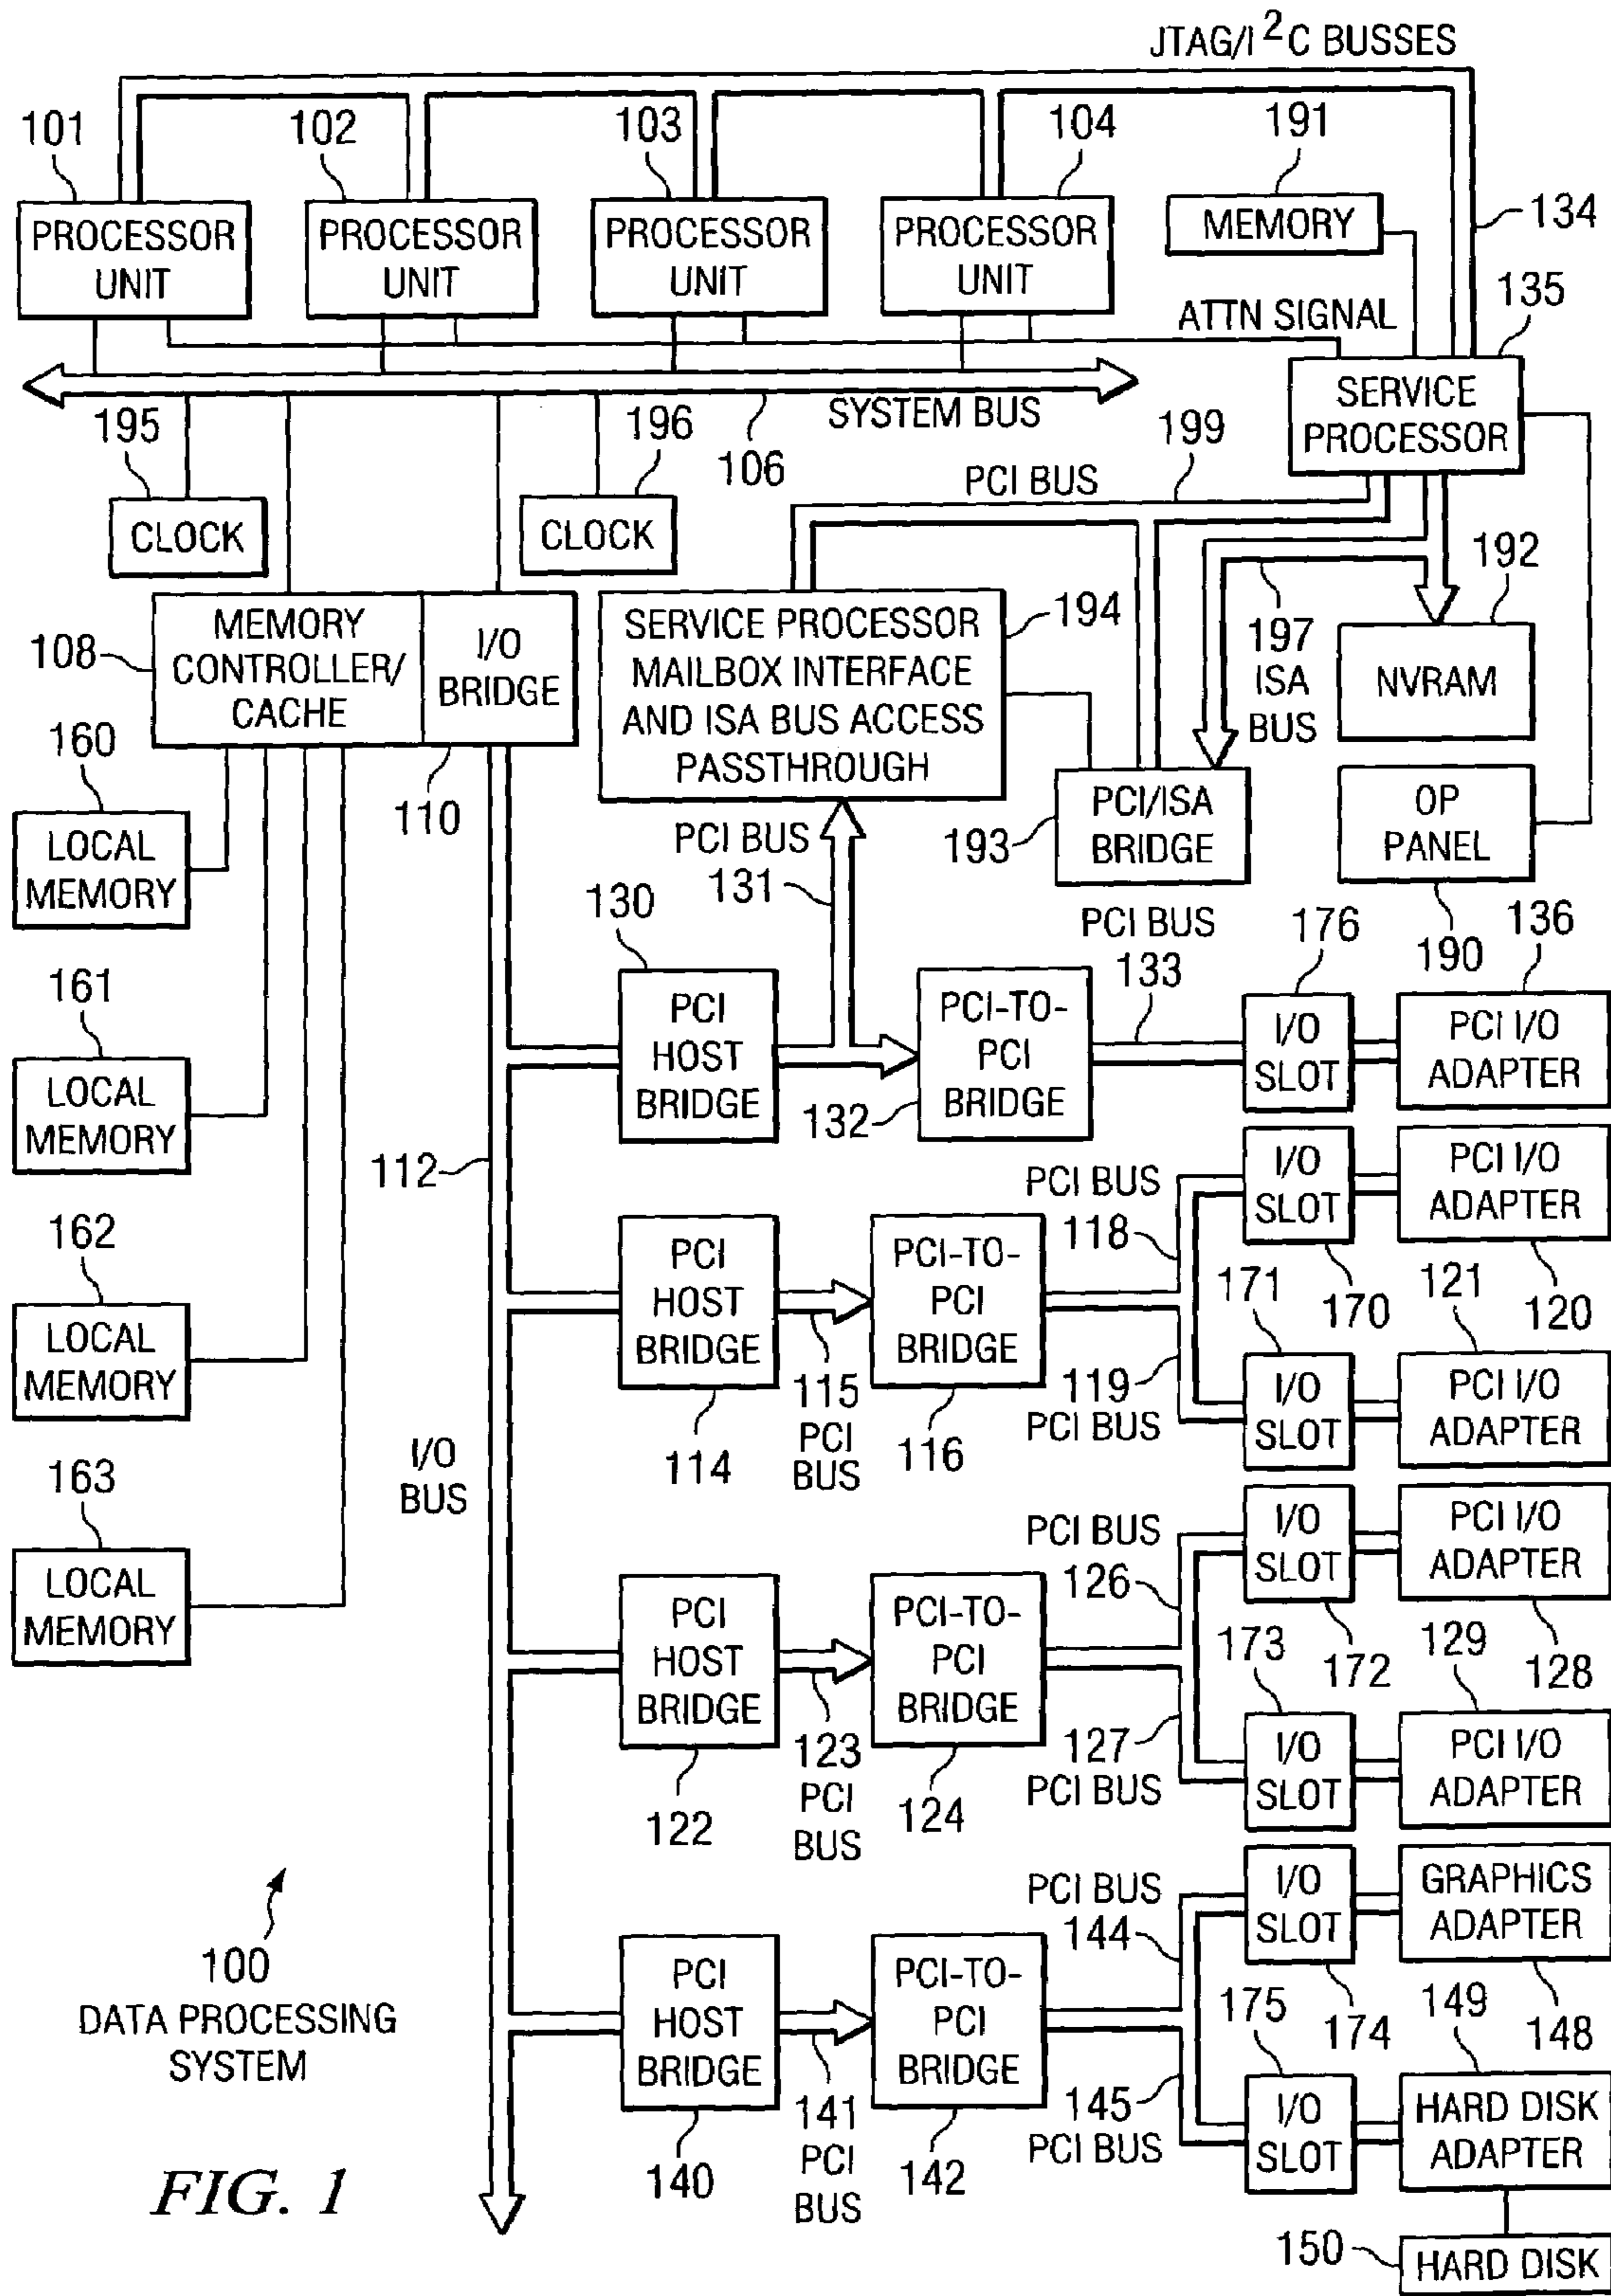 JTAG/I²C BUSSES
101
102
103
104
191
PROCESSOR
UNIT
PROCESSOR
UNIT
PROCESSOR
UNIT
PROCESSOR
UNIT
MEMORY
134
ATTN SIGNAL
135
SERVICE
PROCESSOR
SYSTEM BUS
106
195
CLOCK
196
CLOCK
199
PCI BUS
192
NVRAM
197
ISA
BUS
108
MEMORY
CONTROLLER/
CACHE
I/O
BRIDGE
110
SERVICE PROCESSOR
MAILBOX INTERFACE
AND ISA BUS ACCESS
PASSTHROUGH
194
193
PCI/ISA
BRIDGE
OP
PANEL
190
160
LOCAL
MEMORY
161
LOCAL
MEMORY
162
LOCAL
MEMORY
163
LOCAL
MEMORY
112
I/O
BUS
PCI BUS
131
130
PCI
HOST
BRIDGE
132
PCI-TO-
PCI
BRIDGE
PCI BUS
133
176
I/O
SLOT
136
PCI I/O
ADAPTER
PCI
HOST
BRIDGE
114
115
PCI
BUS
PCI-TO-
PCI
BRIDGE
116
PCI BUS
118
119
PCI BUS
I/O
SLOT
170
PCI I/O
ADAPTER
120
171
I/O
SLOT
121
PCI I/O
ADAPTER
PCI
HOST
BRIDGE
122
123
PCI
BUS
PCI-TO-
PCI
BRIDGE
124
PCI BUS
126
127
PCI BUS
I/O
SLOT
172
PCI I/O
ADAPTER
128
173
I/O
SLOT
129
PCI I/O
ADAPTER
PCI
HOST
BRIDGE
140
141
PCI
BUS
PCI-TO-
PCI
BRIDGE
142
PCI BUS
144
145
PCI BUS
I/O
SLOT
174
GRAPHICS
ADAPTER
148
175
I/O
SLOT
149
HARD DISK
ADAPTER
150
HARD DISK
100
DATA PROCESSING
SYSTEM
FIG. 1